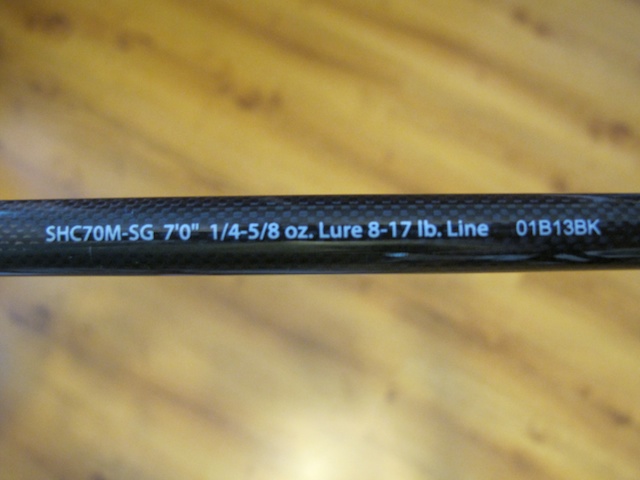 SHC70M-SG 7'0" 1/4-5/8 oz. Lure 8-17 lb. Line 01B13BK